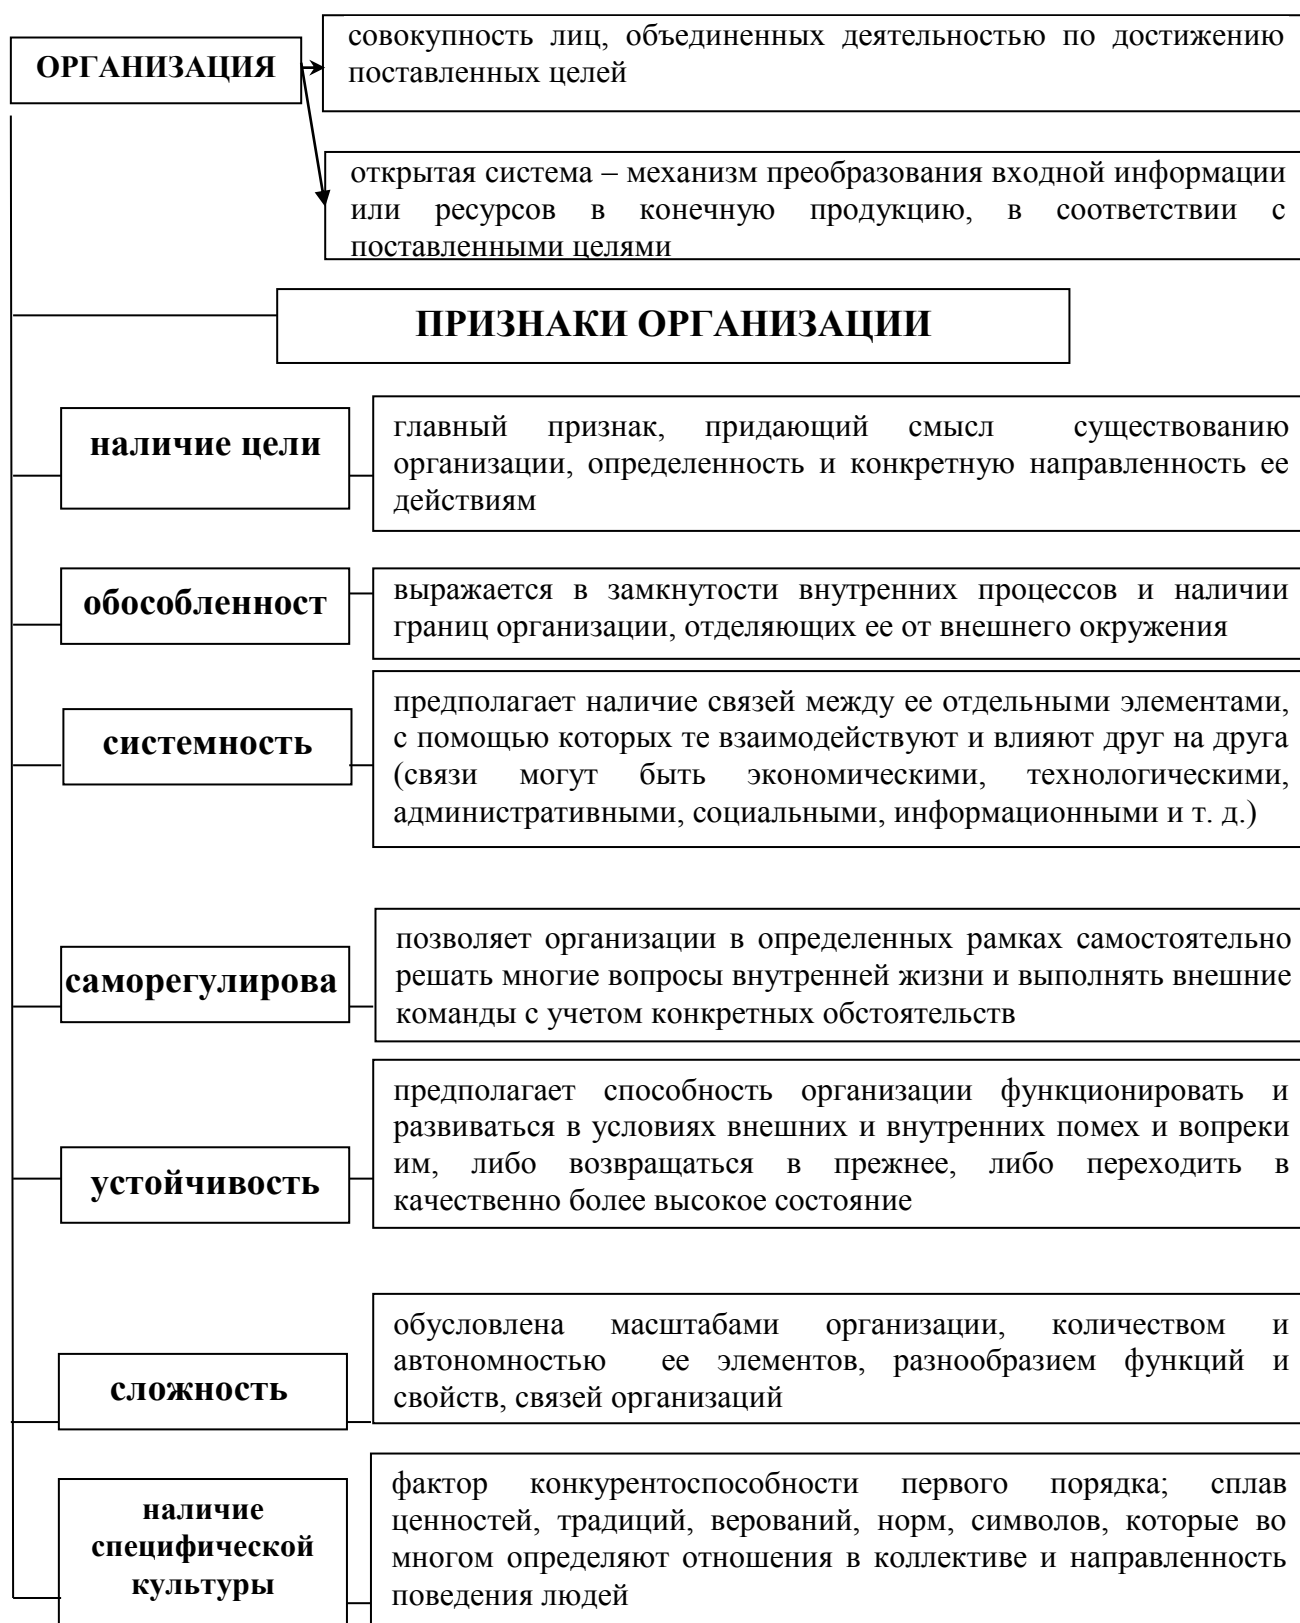 ОРГАНИЗАЦИЯ
совокупность лиц, объединенных деятельностью по достижению
поставленных целей
открытая система – механизм преобразования входной информации
или ресурсов в конечную продукцию, в соответствии с
поставленными целями
ПРИЗНАКИ ОРГАНИЗАЦИИ
наличие цели
главный признак, придающий смысл существованию
организации, определенность и конкретную направленность ее
действиям
обособленност
выражается в замкнутости внутренних процессов и наличии
границ организации, отделяющих ее от внешнего окружения
системность
предполагает наличие связей между ее отдельными элементами,
с помощью которых те взаимодействуют и влияют друг на друга
(связи могут быть экономическими, технологическими,
административными, социальными, информационными и т. д.)
саморегулирова
позволяет организации в определенных рамках самостоятельно
решать многие вопросы внутренней жизни и выполнять внешние
команды с учетом конкретных обстоятельств
устойчивость
предполагает способность организации функционировать и
развиваться в условиях внешних и внутренних помех и вопреки
им, либо возвращаться в прежнее, либо переходить в
качественно более высокое состояние
сложность
обусловлена масштабами организации, количеством и
автономностью ее элементов, разнообразием функций и
свойств, связей организаций
наличие
специфической
культуры
фактор конкурентоспособности первого порядка; сплав
ценностей, традиций, верований, норм, символов, которые во
многом определяют отношения в коллективе и направленность
поведения людей